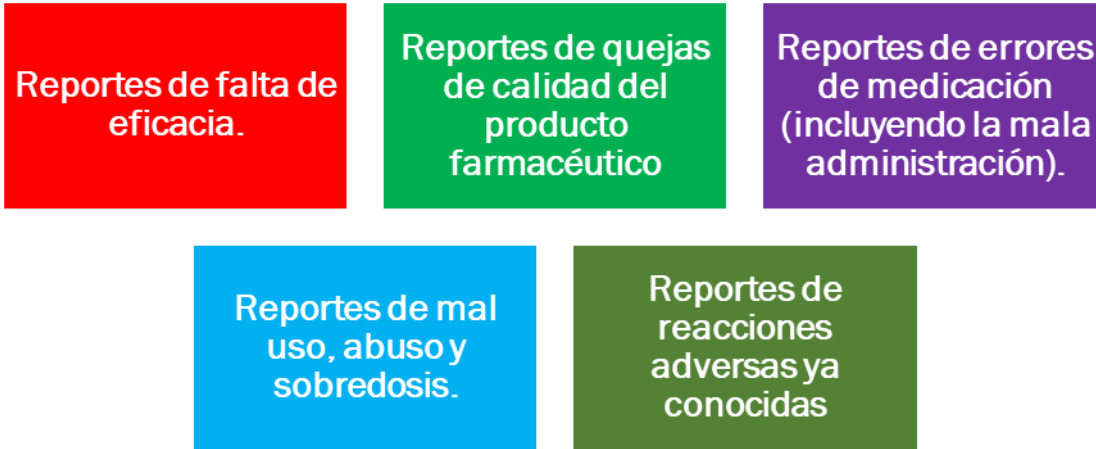 Reportes de falta de
eficacia.
Reportes de quejas
de calidad del
producto
farmacéutico
Reportes de errores
de medicación
(incluyendo la mala
administración).
Reportes de mal
uso, abuso y
sobredosis.
Reportes de
reacciones
adversas ya
conocidas